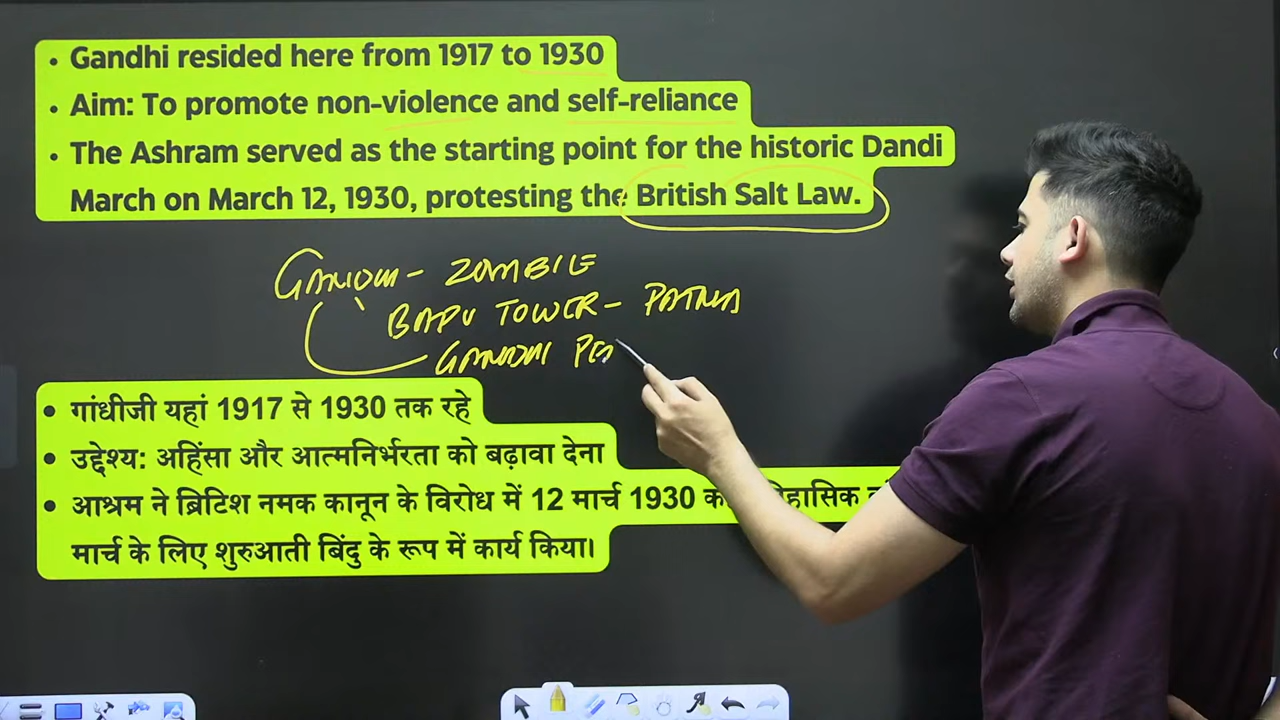 • Gandhi resided here from 1917 to 1930
• Aim: To promote non-violence and self-reliance
• The Ashram served as the starting point for the historic Dandi
March on March 12, 1930, protesting the British Salt Law.
GANDHI - ZOMBIE
BAPU TOWER - PATNA
GANDHI
• गांधीजी यहां 1917 से 1930 तक रहे
• उद्देश्य: अहिंसा और आत्मनिर्भरता को बढ़ावा देना
• आश्रम ने ब्रिटिश नमक कानून के विरोध में 12 मार्च 1930
मार्च के लिए शुरुआती बिंदु के रूप में कार्य किया।